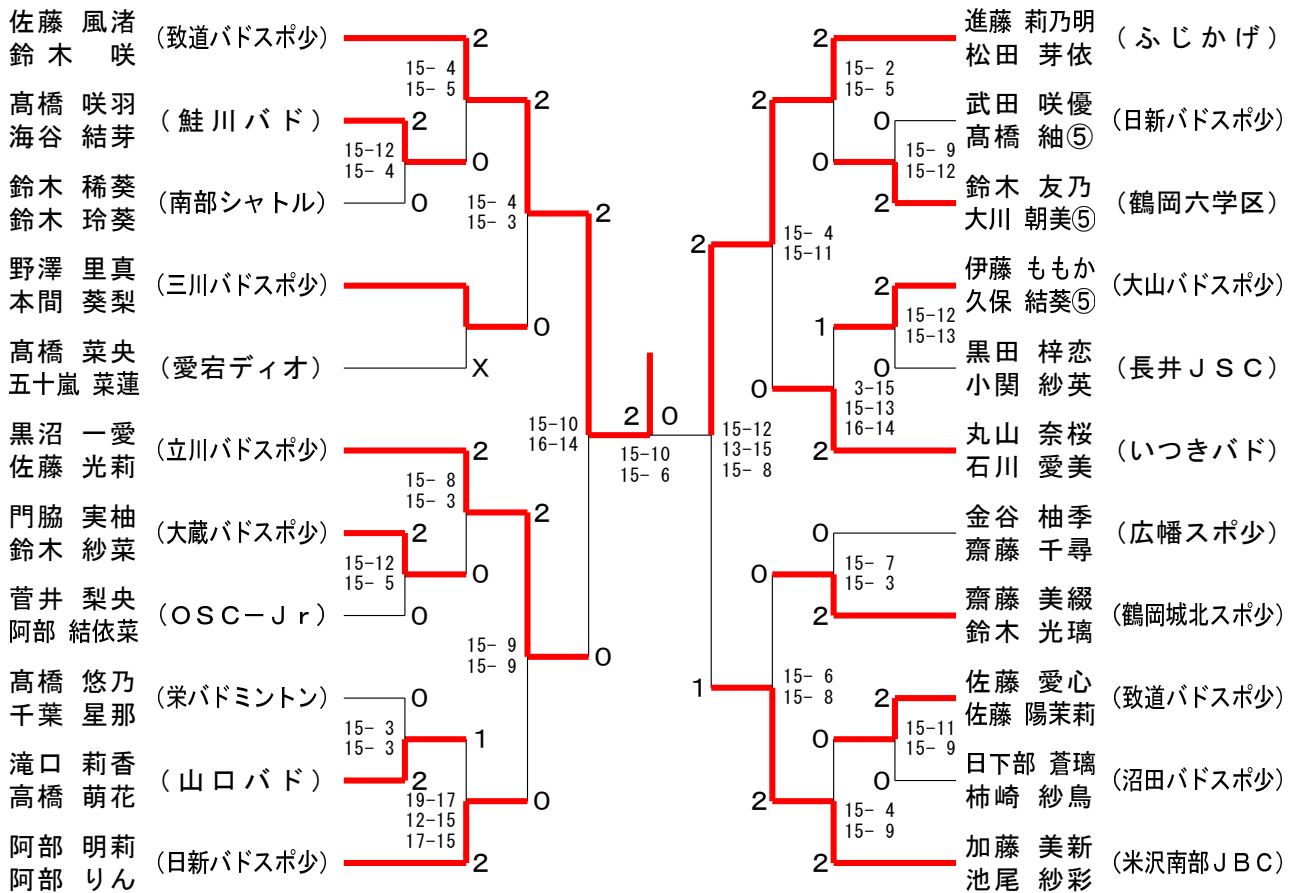 佐藤 風渚
鈴木 咲
(致道バドスポ少)
2
15- 4
15- 5
2
髙橋 咲羽
海谷 結芽
(鮭川バド)
2
15-12
15- 4
0
鈴木 稀葵
鈴木 玲葵
(南部シャトル)
0
15- 4
15- 3
2
野澤 里真
本間 葵梨
(三川バドスポ少)
0
髙橋 菜央
五十嵐 菜蓮
(愛宕ディオ)
X
15-10
16-14
2
0
15-10
15- 6
黒沼 一愛
佐藤 光莉
(立川バドスポ少)
2
15- 8
15- 3
2
門脇 実柚
鈴木 紗菜
(大蔵バドスポ少)
2
15-12
15- 5
0
菅井 梨央
阿部 結依菜
(OSC-Jr)
0
15- 9
15- 9
0
髙橋 悠乃
千葉 星那
(栄バドミントン)
0
15- 3
15- 3
1
滝口 莉香
高橋 萌花
(山口バド)
2
19-17
12-15
17-15
0
阿部 明莉
阿部 りん
(日新バドスポ少)
2
2
進藤 莉乃明
松田 芽依
(ふじかげ)
15- 2
15- 5
2
武田 咲優
髙橋 紬⑤
(日新バドスポ少)
0
15- 9
15-12
0
鈴木 友乃
大川 朝美⑤
(鶴岡六学区)
2
15- 4
15-11
2
伊藤 ももか
久保 結葵⑤
(大山バドスポ少)
2
15-12
15-13
1
黒田 梓恋
小関 紗英
(長井JSC)
0
0
3-15
15-13
16-14
丸山 奈桜
石川 愛美
(いつきバド)
2
15-12
13-15
15- 8
金谷 柚季
齋藤 千尋
(広幡スポ少)
0
15- 7
15- 3
0
齋藤 美綴
鈴木 光璃
(鶴岡城北スポ少)
2
15- 6
15- 8
1
佐藤 愛心
佐藤 陽茉莉
(致道バドスポ少)
2
15-11
15- 9
0
日下部 蒼璃
柿崎 紗鳥
(沼田バドスポ少)
0
15- 4
15- 9
2
加藤 美新
池尾 紗彩
(米沢南部JBC)
2